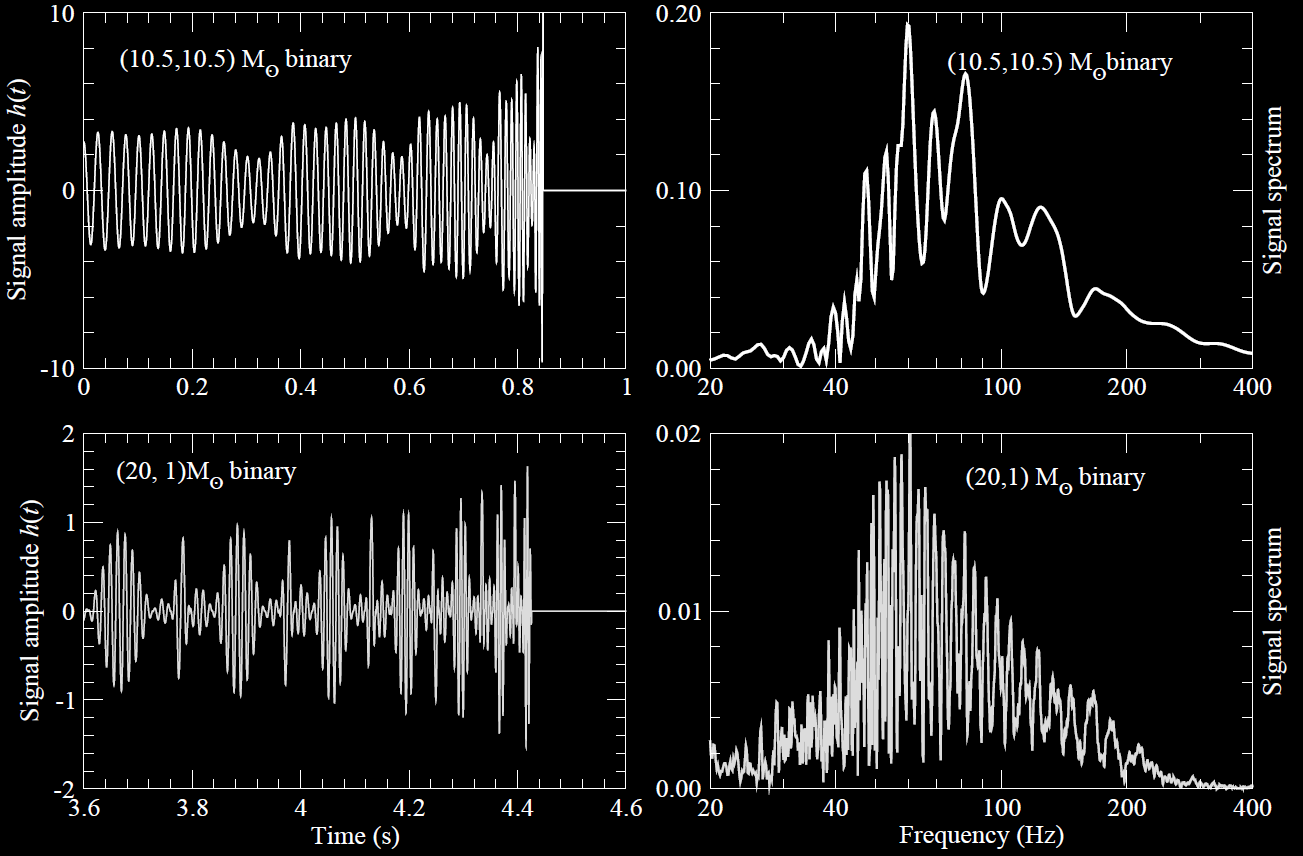 10
(10.5,10.5) M⊙ binary
Signal amplitude h(t)
0
-10
0 0.2 0.4 0.6 0.8 1
0.20
(10.5,10.5) M⊙binary
Signal spectrum
0.10
0.00
20 40 100 200 400
2
(20, 1)M⊙ binary
Signal amplitude h(t)
1
0
-1
-2
3.6 3.8 4 4.2 4.4 4.6
Time (s)
0.02
(20,1) M⊙ binary
Signal spectrum
0.01
0.00
20 40 100 200 400
Frequency (Hz)